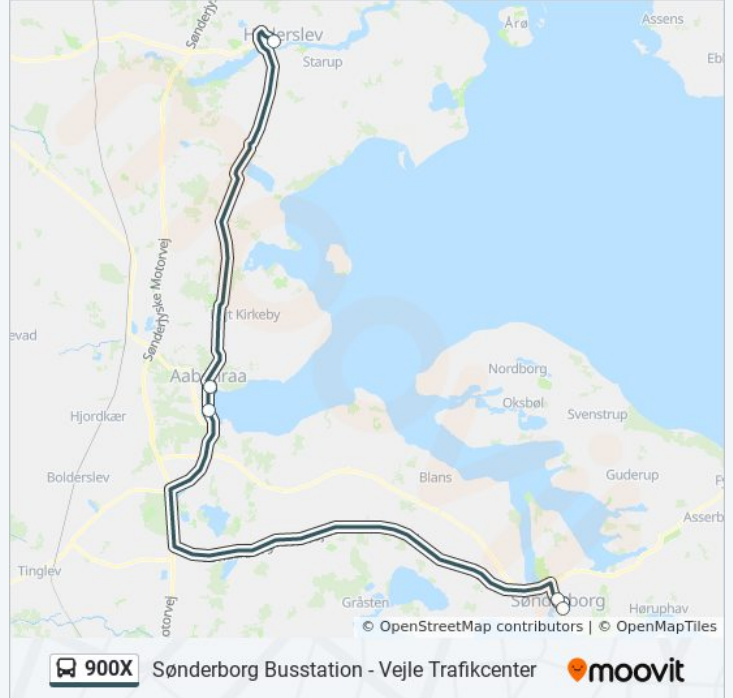 Sønderjy
Haderslev
Starup
Årø
Assens
Sønderjyske Motorvej
Kirkeby
Aabenraa
Hjordkær
Bolderslev
Tinglev
Nordborg
Oksbøl
Svenstrup
Blans
Guderup
Asserb
Gråsten
Sønderborg
Høruphav
otorvej
evad
© OpenStreetMap contributors | © OpenMapTiles
900X Sønderborg Busstation - Vejle Trafikcenter moovit